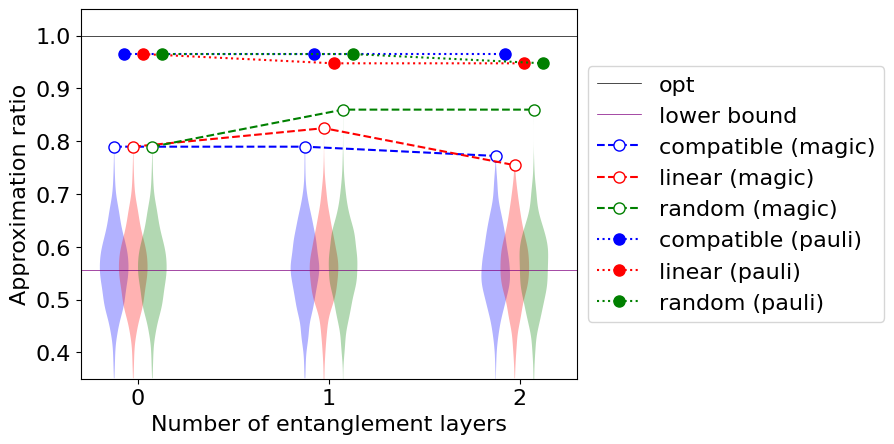 1.0
0.9
0.8
0.7
0.6
0.5
0.4
Approximation ratio
0 1 2
Number of entanglement layers
opt
lower bound
compatible (magic)
linear (magic)
random (magic)
compatible (pauli)
linear (pauli)
random (pauli)